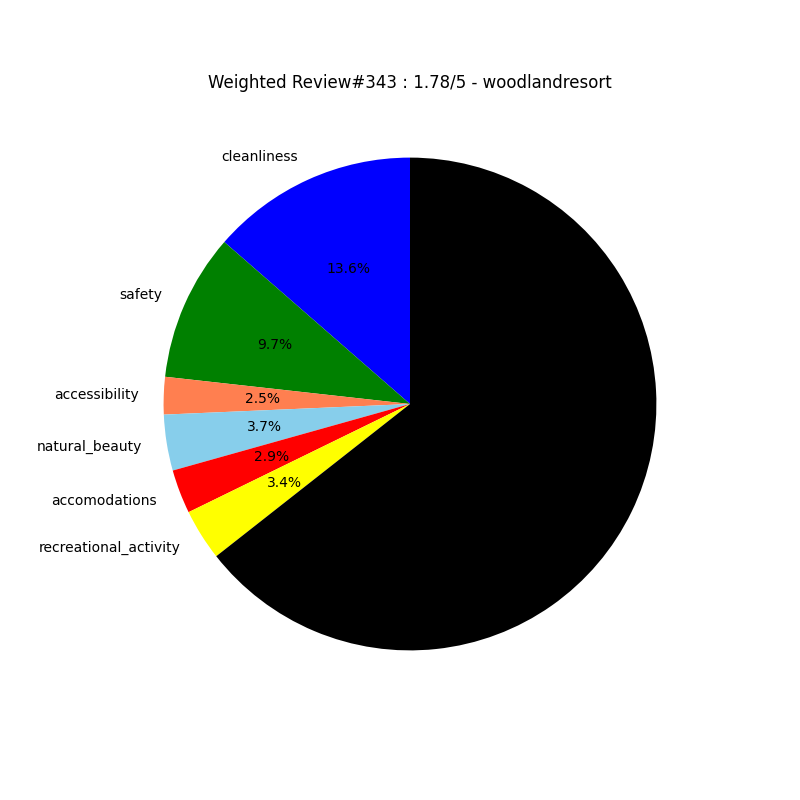 Weighted Review#343 : 1.78/5 - woodlandresort
cleanliness
13.6%
safety
9.7%
accessibility
2.5%
natural_beauty
3.7%
accomodations
2.9%
recreational_activity
3.4%